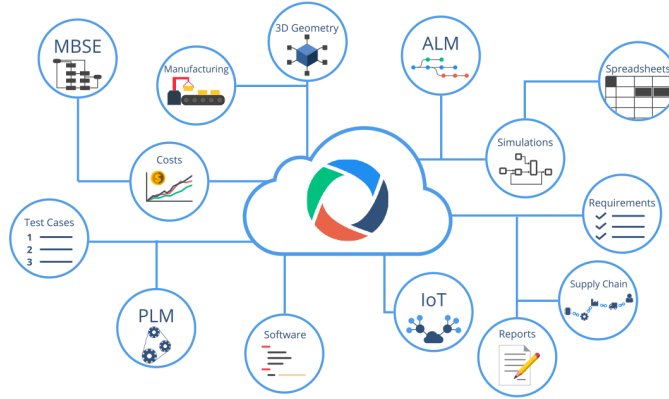 3D Geometry
MBSE
ALM
Manufacturing
Spreadsheets
Simulations
Costs
$
Requirements
Test Cases
1
2
3
Supply Chain
PLM
IoT
Software
Reports